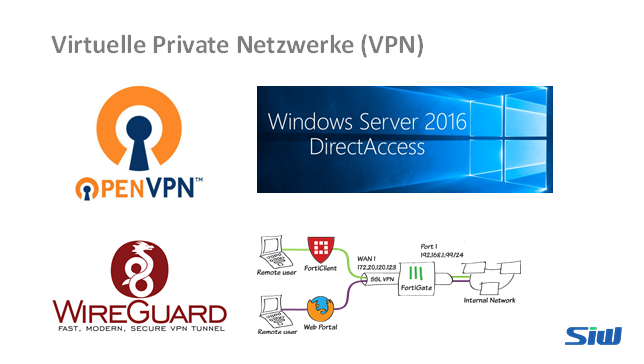 Virtuelle Private Netzwerke (VPN)
OPENVPN™
Windows Server 2016
DirectAccess
WIREGUARD
FAST, MODERN, SECURE VPN TUNNEL
Remote user
FortiClient
WAN 1
172.20.120.123
SSL VPN
Port 1
192.168.1.99/24
FortiGate
Internal Network
Remote user
Web Portal
SiW